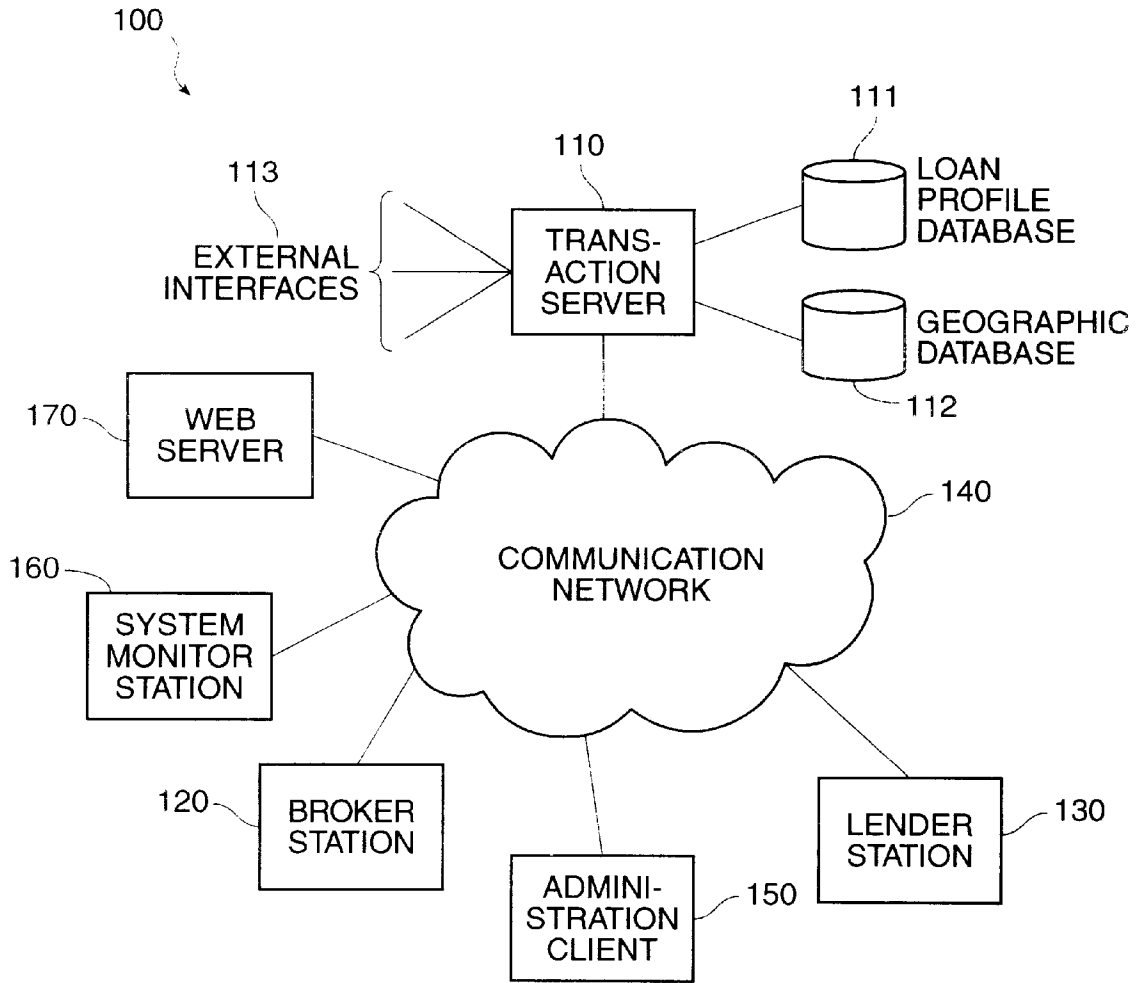 100
111
110
113
LOAN
PROFILE
DATABASE
TRANS-
ACTION
SERVER
EXTERNAL
INTERFACES
GEOGRAPHIC
DATABASE
112
170
WEB
SERVER
140
COMMUNICATION
NETWORK
160
SYSTEM
MONITOR
STATION
120
BROKER
STATION
130
LENDER
STATION
150
ADMINI-
STRATION
CLIENT